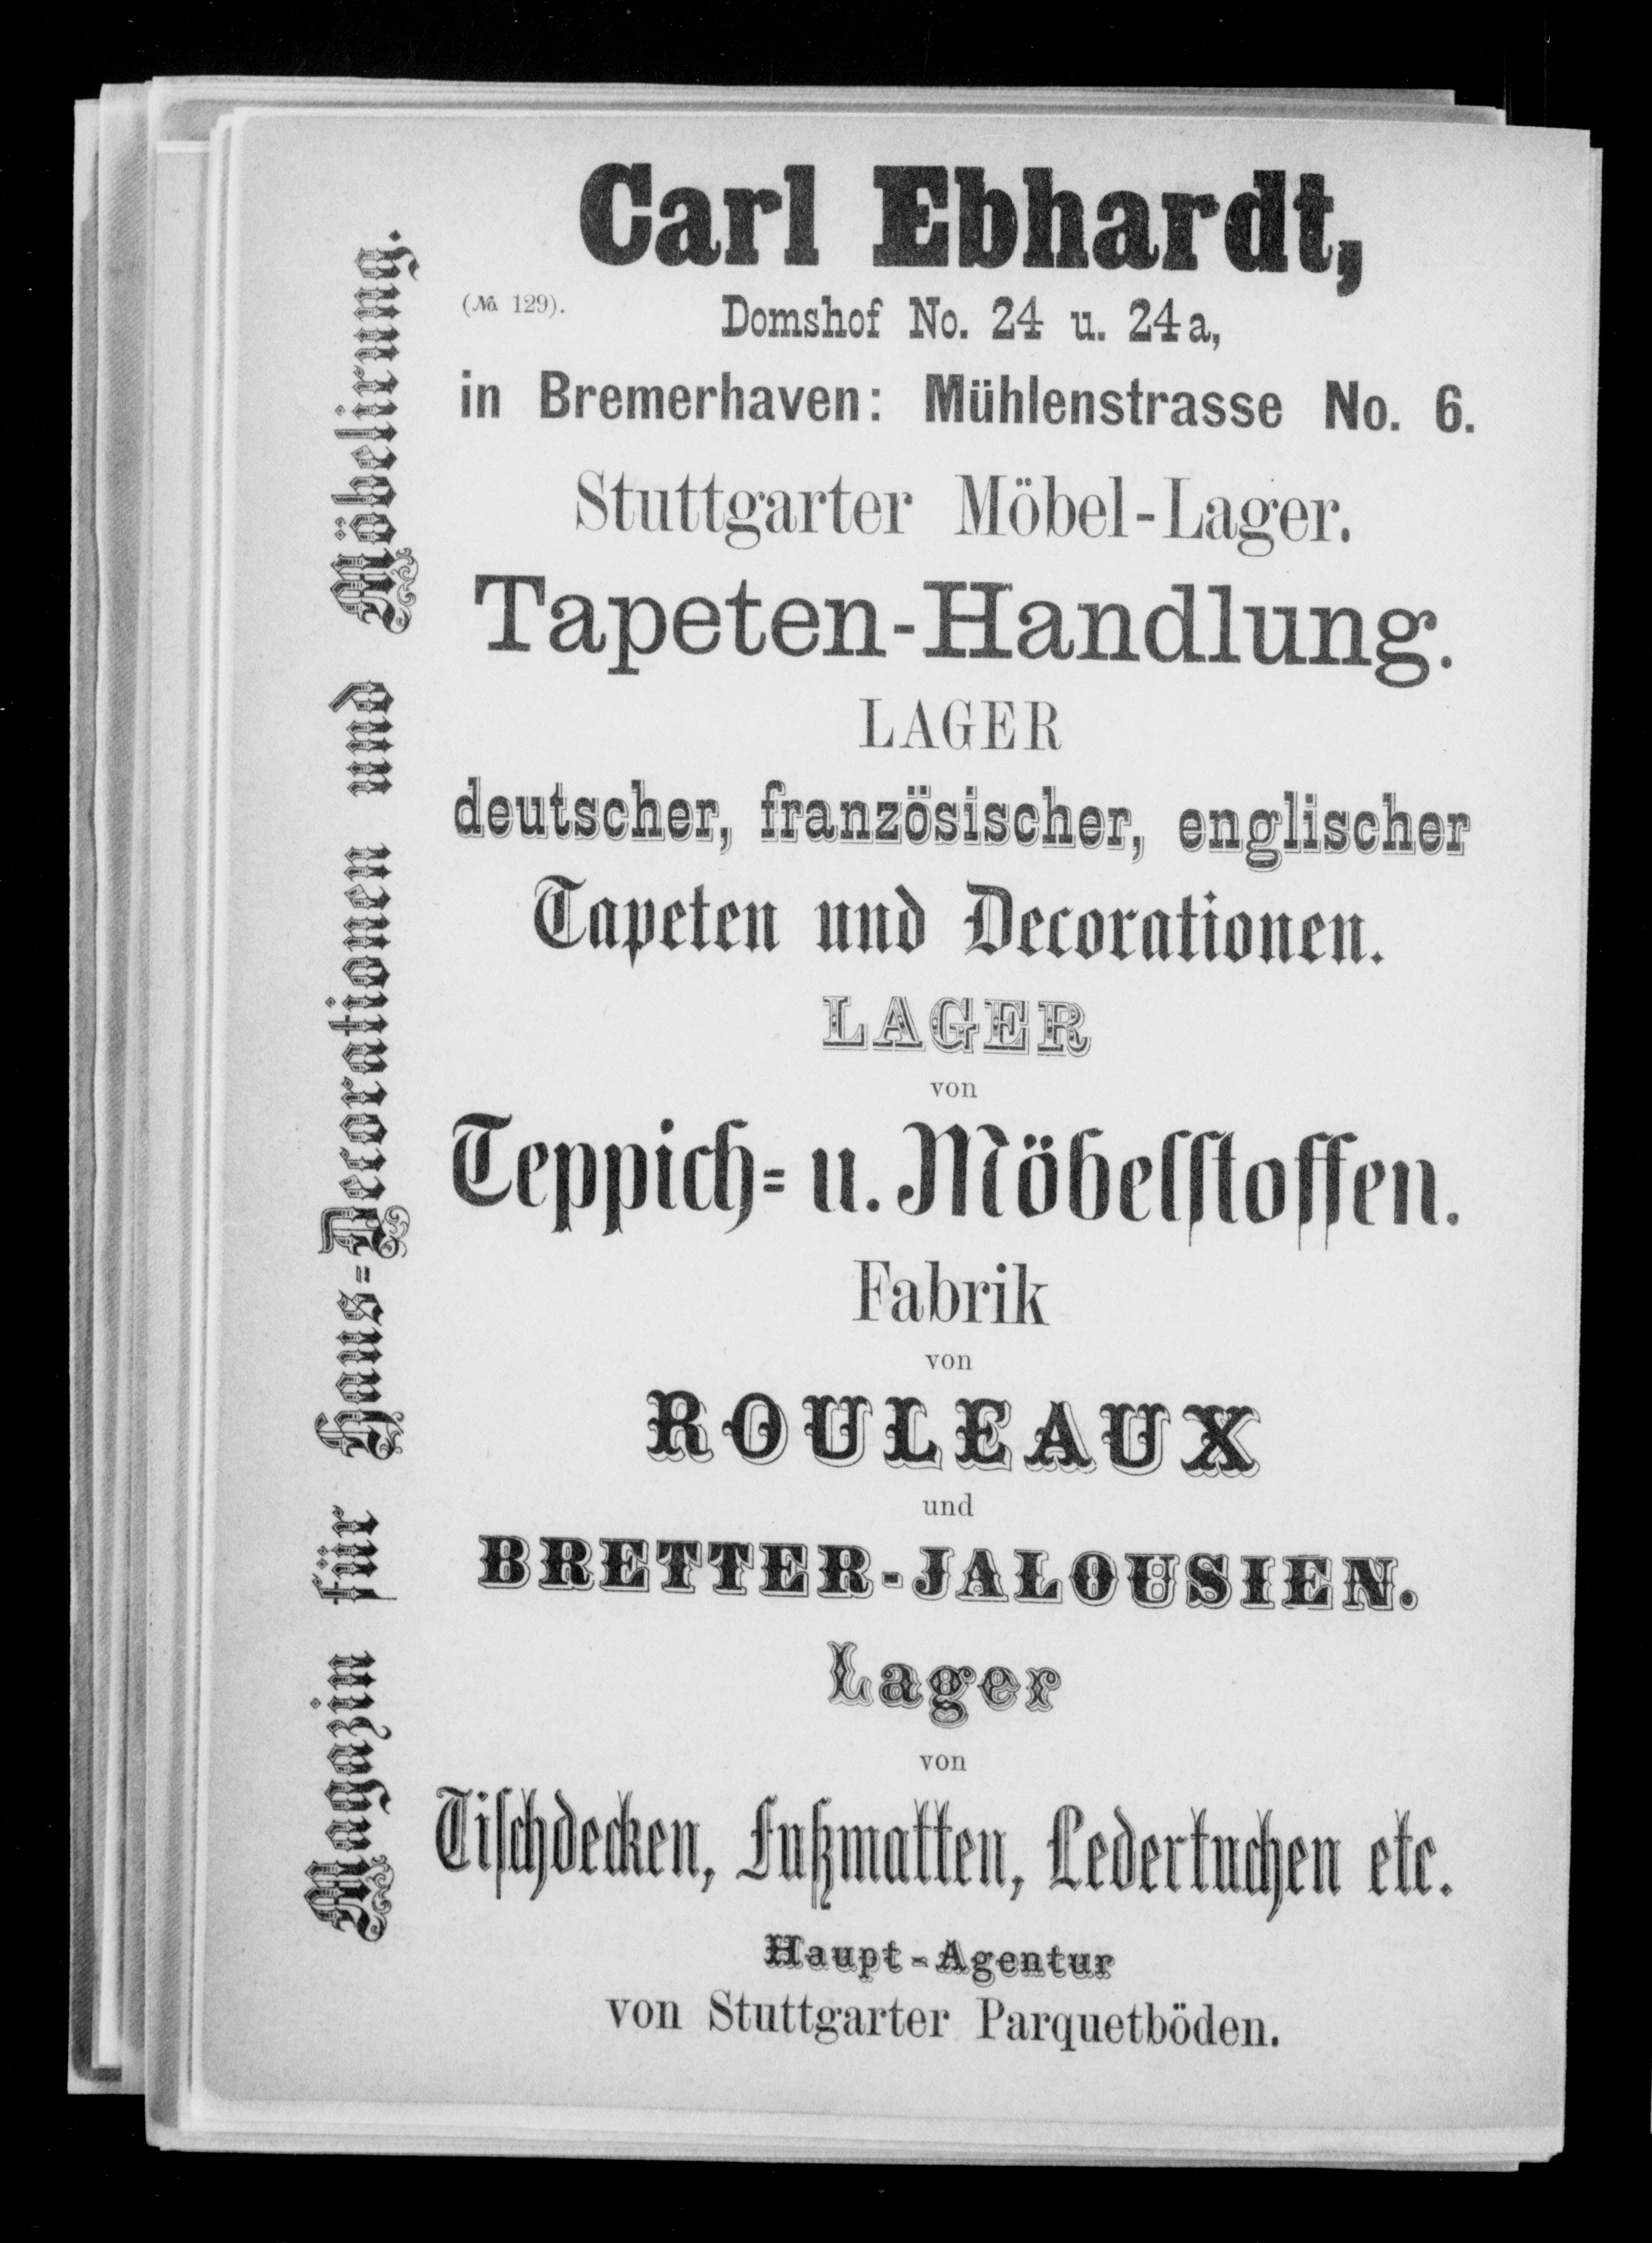 Magazin für Haus-Decorationen und Möbelirung.
Carl Ebhardt,
(No. 129).
Domshof No. 24 u. 24a,
in Bremerhaven: Mühlenstrasse No. 6.
Stuttgarter Möbel-Lager.
Tapeten-Handlung.
LAGER
deutscher, französischer, englischer
Tapeten und Decorationen.
LAGER
von
Teppich- u. Möbelstoffen.
Fabrik
von
ROULEAUX
und
BRETTER-JALOUSIEN.
Lager
von
Tischdecken, Fußmatten, Ledertuchen etc.
Haupt-Agentur
von Stuttgarter Parquetböden.